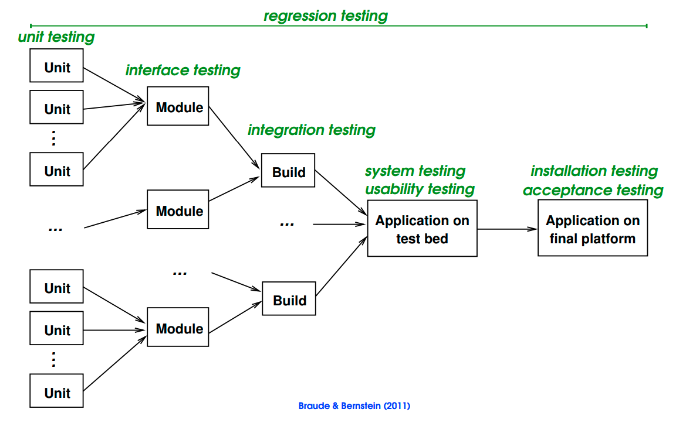 regression testing
unit testing
Unit
interface testing
Unit
Module
⋮
integration testing
Unit
Build
system testing
usability testing
installation testing
acceptance testing
Module
...
...
Application on
test bed
Application on
final platform
...
Unit
Build
Unit
Module
⋮
Unit
Braude & Bernstein (2011)